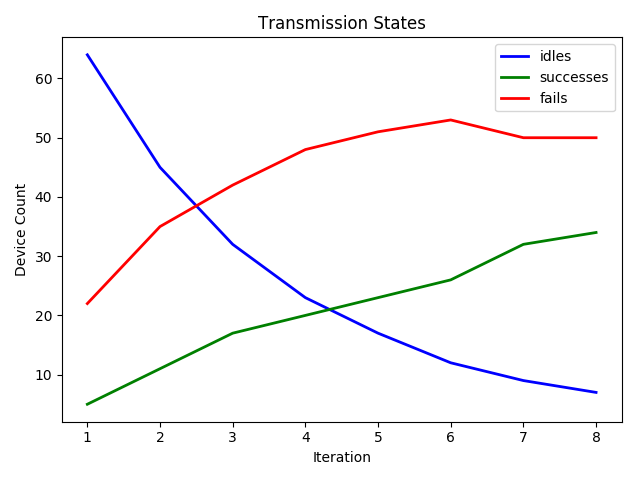 Transmission States
idles
successes
fails
Device Count
60
50
40
30
20
10
1 2 3 4 5 6 7 8
Iteration